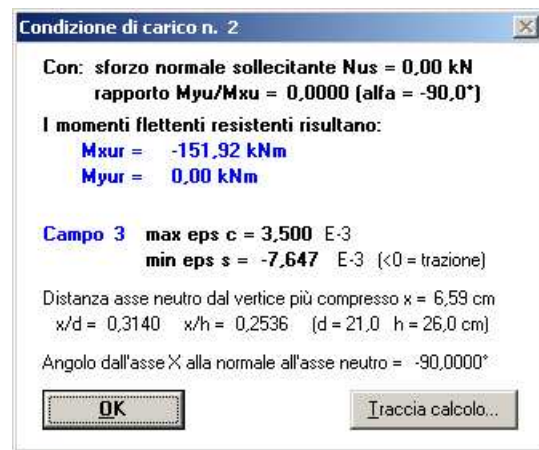 Condizione di carico n. 2
Con: sforzo normale sollecitante Nus = 0,00 kN
rapporto Myu/Mxu = 0,0000 (alfa = -90,0°)
I momenti flettenti resistenti risultano:
Mxur = -151,92 kNm
Myur = 0,00 kNm
Campo 3 max eps c = 3,500 E-3
min eps s = -7,647 E-3 (<0 = trazione)
Distanza asse neutro dal vertice più compresso x = 6,59 cm
x/d = 0,3140 x/h = 0,2536 (d = 21,0 h = 26,0 cm)
Angolo dall'asse X alla normale all'asse neutro = -90,0000°
OK Traccia calcolo...